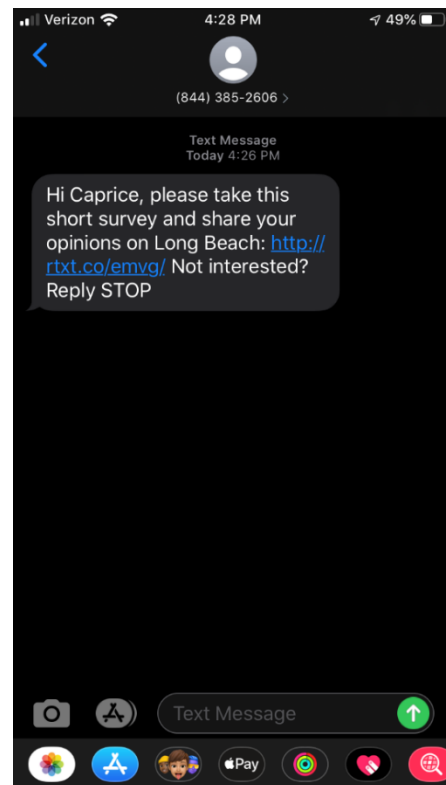 Verizon 4:28 PM 49%
(844) 385-2606 >
Text Message
Today 4:26 PM
Hi Caprice, please take this
short survey and share your
opinions on Long Beach: http://
rtxt.co/emvg/ Not interested?
Reply STOP
Text Message
Pay